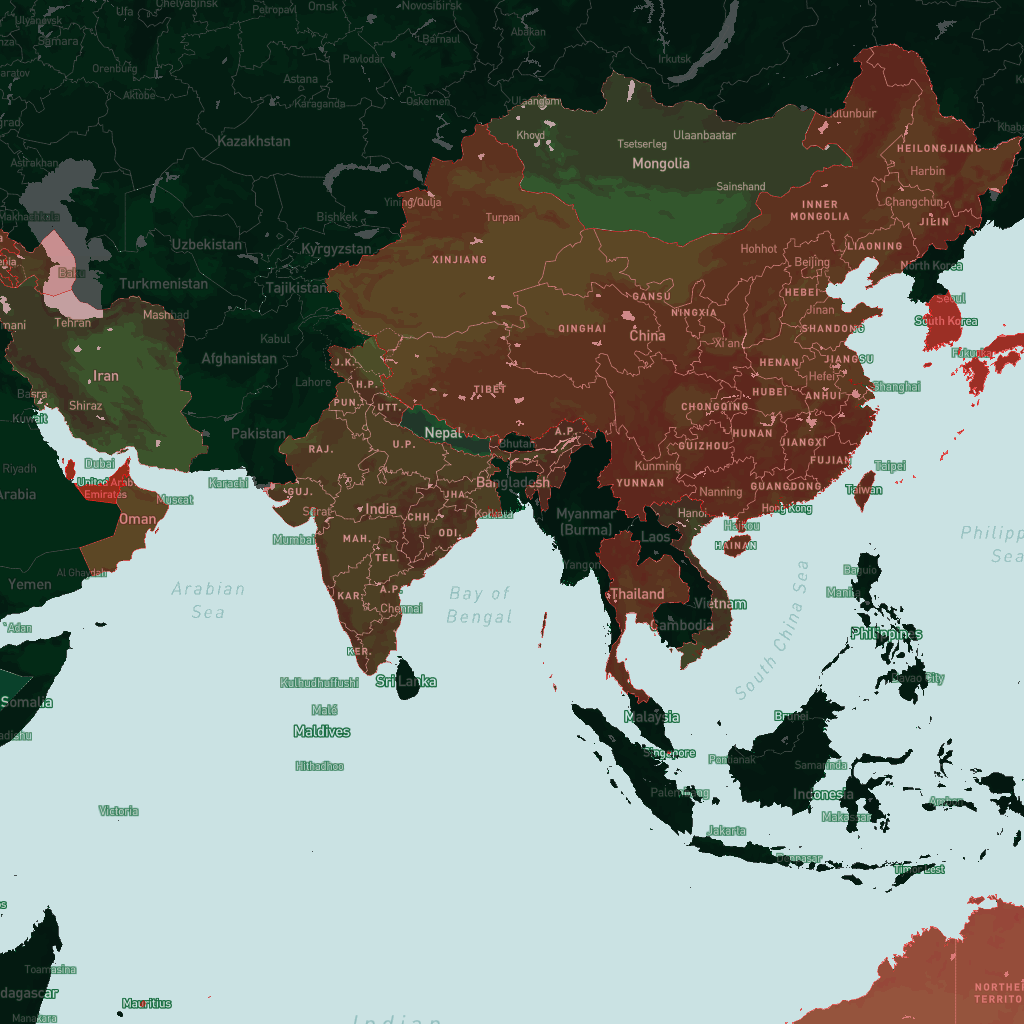 Chelyabinsk
Petropavl
Omsk
Novosibirsk
Ufa
Ulyanovsk
Samara
Barnaul
Abakan
Pavlodar
Irkutsk
Orenburg
Astana
Aktobe
Karaganda
Oskemen
Ulaangom
Hulunbuir
Kazakhstan
Khovd
Tsetserleg
Ulaanbaatar
Mongolia
HEILONGJIANG
Astrakhan
Harbin
Sainshand
Yining/Qulja
Changchun
INNER
MONGOLIA
Makhachkala
Turpan
Bishkek
JILIN
Uzbekistan
Kyrgyzstan
Hohhot
LIAONING
XINJIANG
Beijing
North Korea
Baku
Turkmenistan
Tajikistan
HEBEI
GANSU
Seoul
Jinan
Mashhad
NINGXIA
South Korea
Tehran
QINGHAI
China
SHANDONG
Kabul
Xi'an
Fukuoka
Afghanistan
J.K.
HENAN
JIANGSU
Iran
Lahore
H.P.
TIBET
HUBEI
Hefei
ANHUI
Shanghai
Basra
PUN.
UTT.
CHONGQING
Shiraz
Kuwait
Pakistan
Nepal
A.P.
HUNAN
JIANGXI
Bhutan
GUIZHOU
RAJ.
U.P.
FUJIAN
Riyadh
Dubai
Kunming
Taipei
United Arab
Emirates
Karachi
Bangladesh
YUNNAN
GUANGDONG
Taiwan
Muscat
GUJ.
JHA.
Nanning
Oman
Surat
India
CHH.
Kolkata
Myanmar
(Burma)
Hanoi
Hong Kong
Haikou
Mumbai
MAH.
ODI.
Laos
HAINAN
Philipp
Sea
TEL.
Yemen
Al Ghaydah
Yangon
Baguio
Arabian
Sea
KAR.
A.P.
Bay of
Bengal
Thailand
Manila
Chennai
Vietnam
Adan
Cambodia
South China Sea
Philippines
KER.
Kulhudhuffushi
Sri Lanka
Davao City
Somalia
Malé
Malaysia
Brunei
Maldives
Singapore
Pontianak
Hithadhoo
Samarinda
Palembang
Indonesia
Ambon
Victoria
Makassar
Jakarta
Denpasar
Timor-Lest
Toamasina
dagascar
Manakara
Mauritius
NORTHE
TERRITO
Indian